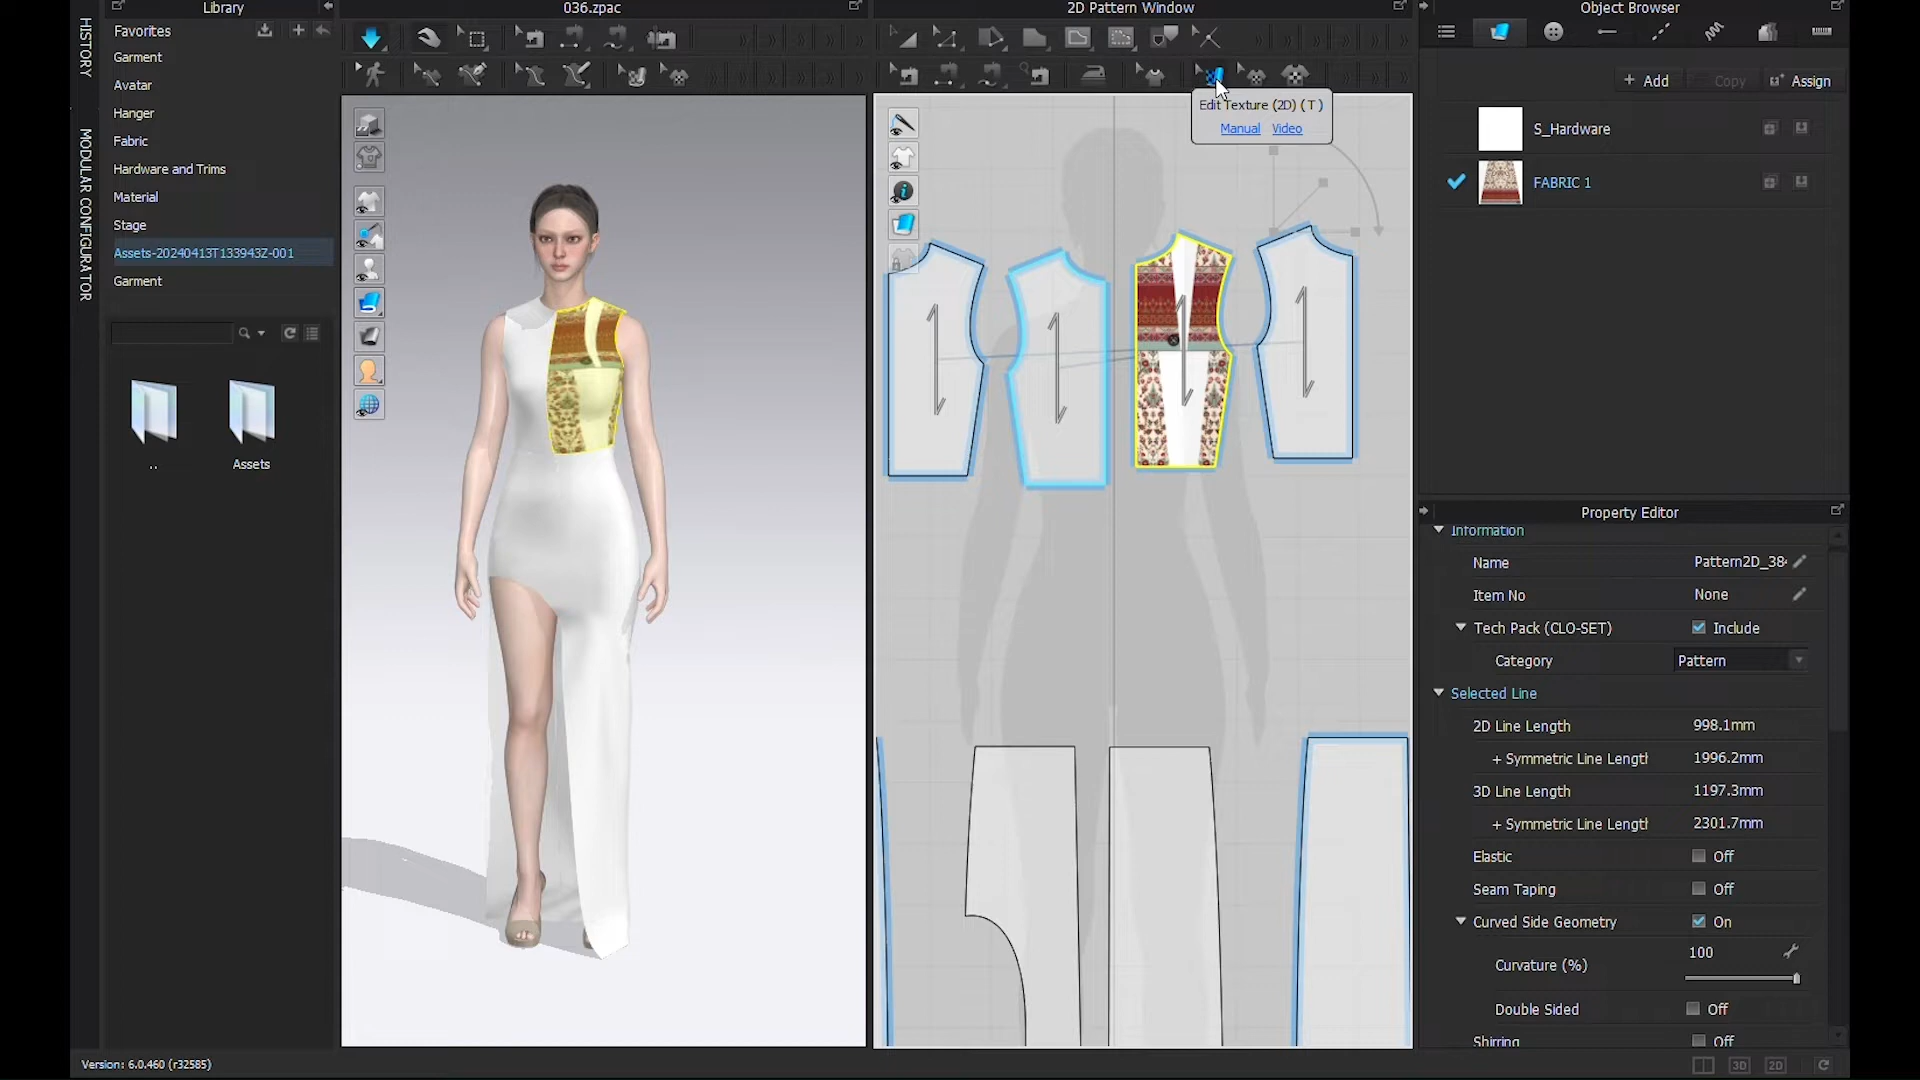 Library
036.zpac
2D Pattern Window
Object Browser
HISTORY
MODULAR CONFIGURATOR
Favorites
Garment
Avatar
Hanger
Fabric
Hardware and Trims
Material
Stage
Assets-20240413T133943Z-001
Garment
..
Assets
Edit Texture (2D) (T)
Manual Video
+ Add Copy Assign
S_Hardware
FABRIC 1
Property Editor
Information
Name Pattern2D_38
Item No None
Tech Pack (CLO-SET) Include
Category Pattern
Selected Line
2D Line Length 998.1mm
+ Symmetric Line Length 1996.2mm
3D Line Length 1197.3mm
+ Symmetric Line Length 2301.7mm
Elastic Off
Seam Taping Off
Curved Side Geometry On
Curvature (%) 100
Double Sided Off
Shirring Off
Version: 6.0.460 (r32585)
3D 2D